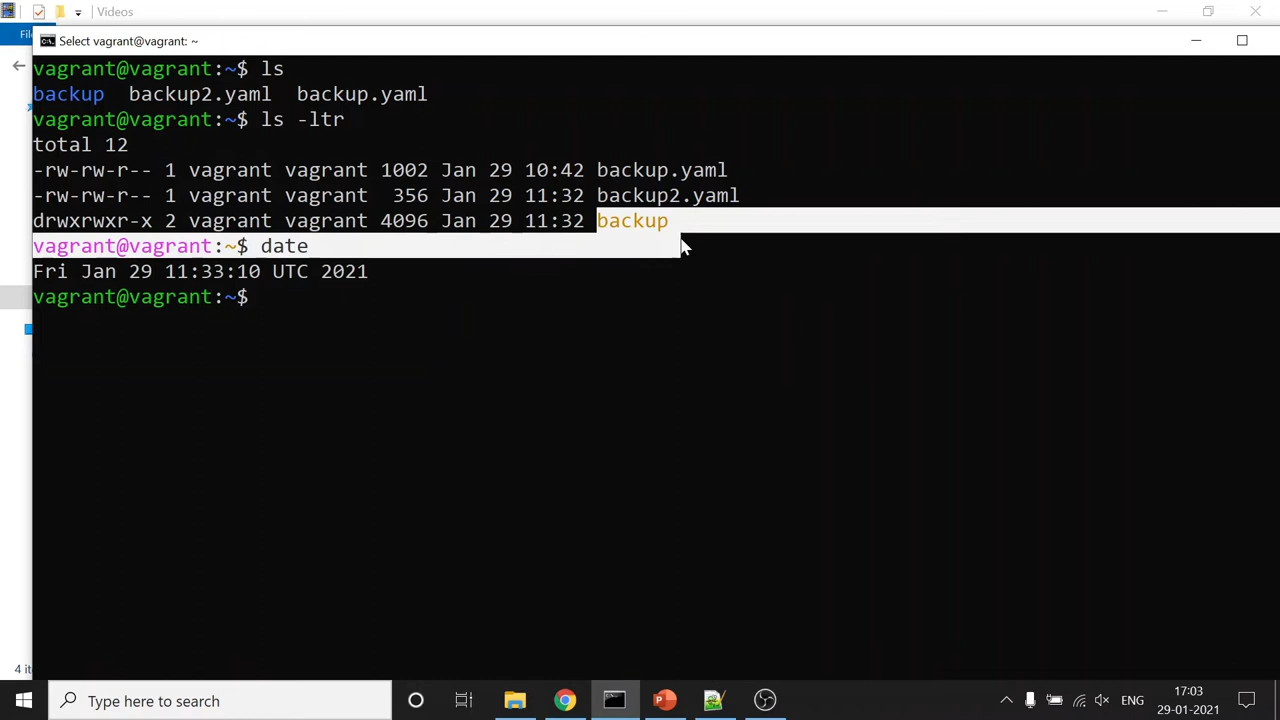 Videos
Fil
Select vagrant@vagrant: ~
vagrant@vagrant:~$ ls
backup backup2.yaml backup.yaml
vagrant@vagrant:~$ ls -ltr
total 12
-rw-rw-r-- 1 vagrant vagrant 1002 Jan 29 10:42 backup.yaml
-rw-rw-r-- 1 vagrant vagrant 356 Jan 29 11:32 backup2.yaml
drwxrwxr-x 2 vagrant vagrant 4096 Jan 29 11:32 backup
vagrant@vagrant:~$ date
Fri Jan 29 11:33:10 UTC 2021
vagrant@vagrant:~$
4 it
Type here to search
ENG
17:03
29-01-2021